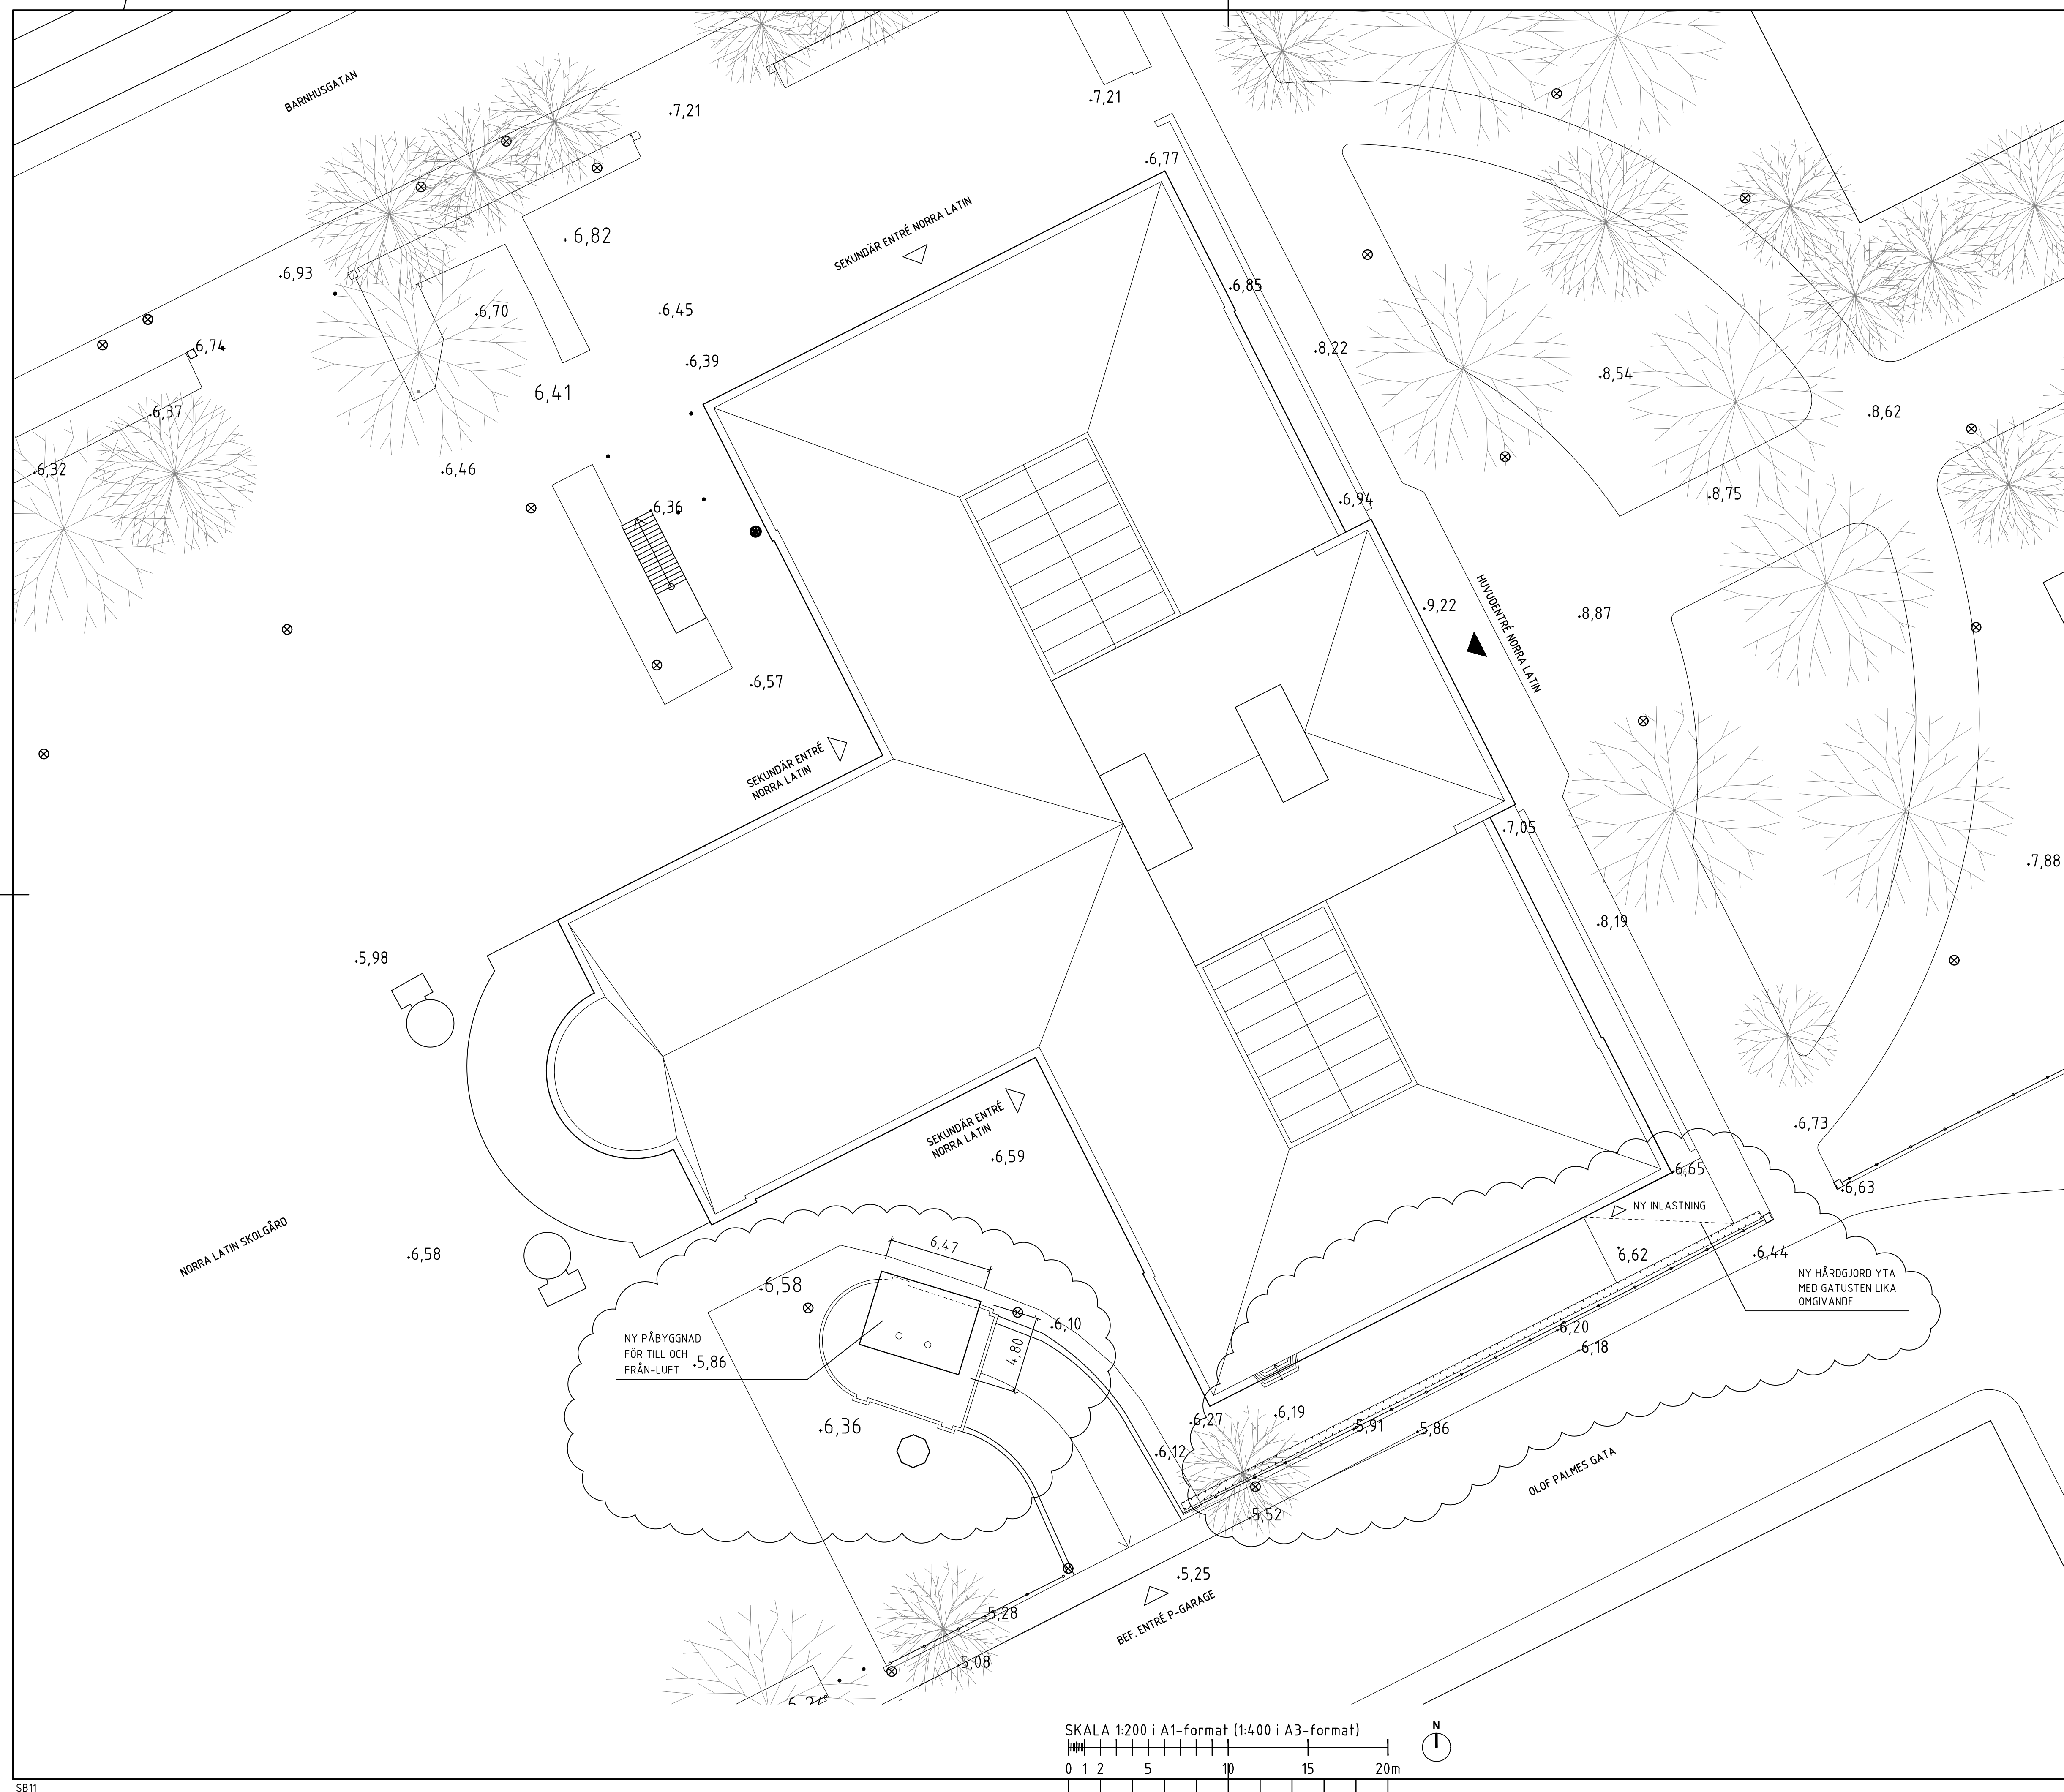 BARNHUSGATAN
7,21
7,21
6,77
6,82
SEKUNDÄR ENTRÉ NORRA LATIN
6,93
6,85
6,70
6,45
6,74
8,22
6,39
8,54
6,41
6,37
8,62
6,32
6,46
8,75
6,94
6,36
9,22
8,87
HUVUDENTRÉ NORRA LATIN
6,57
SEKUNDÄR ENTRÉ
NORRA LATIN
7,05
7,88
8,19
5,98
SEKUNDÄR ENTRÉ
NORRA LATIN
6,73
6,59
6,65
6,63
NY INLASTNING
NORRA LATIN SKOLGÅRD
6,58
6,47
6,62
6,44
6,58
NY HÅRDGJORD YTA
MED GATUSTEN LIKA
OMGIVANDE
6,10
6,20
NY PÅBYGGNAD
FÖR TILL OCH
FRÅN-LUFT
5,86
4,80
6,18
6,36
6,27
6,19
5,91
5,86
6,12
OLOF PALMES GATA
5,52
5,25
BEF. ENTRÉ P-GARAGE
5,28
5,08
SKALA 1:200 i A1-format (1:400 i A3-format)
N
0 1 2 5 10 15 20m
SB11